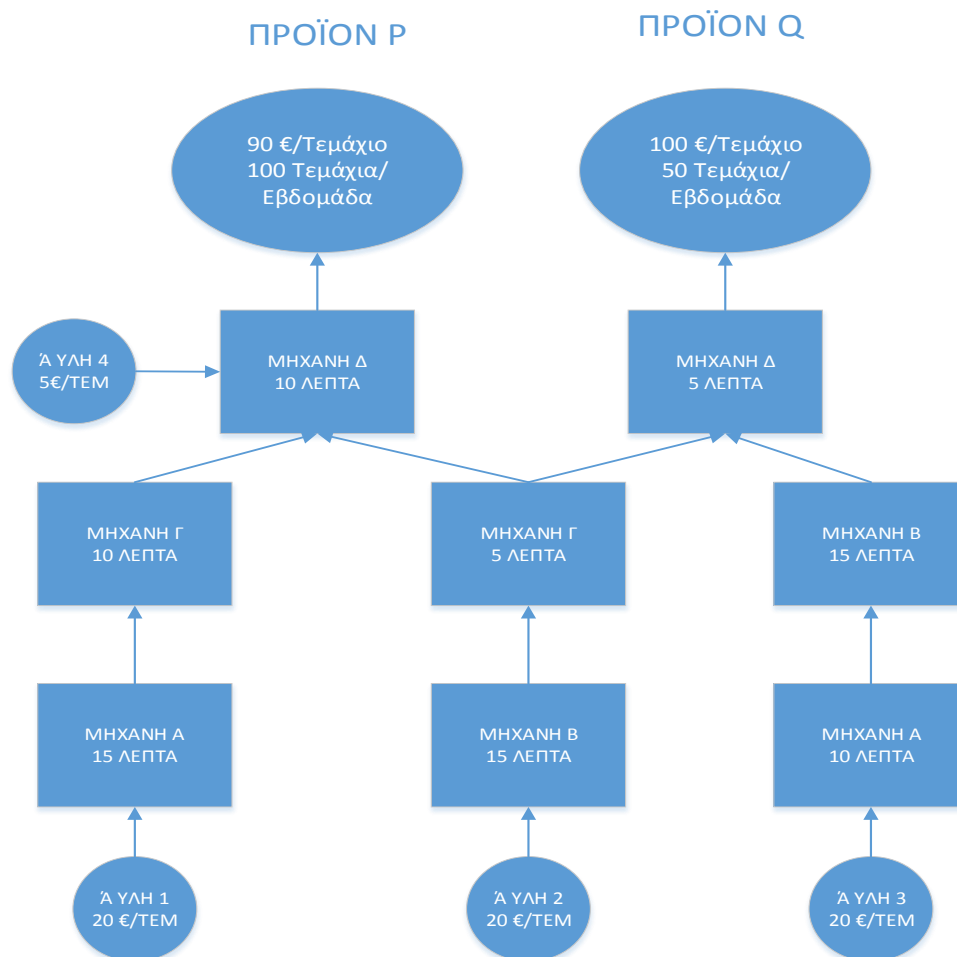 ΠΡΟΪΟΝ P
ΠΡΟΪΟΝ Q
90 €/Τεμάχιο
100 Τεμάχια/
Εβδομάδα
100 €/Τεμάχιο
50 Τεμάχια/
Εβδομάδα
Ά ΥΛΗ 4
5€/ΤΕΜ
ΜΗΧΑΝΗ Δ
10 ΛΕΠΤΑ
ΜΗΧΑΝΗ Δ
5 ΛΕΠΤΑ
ΜΗΧΑΝΗ Γ
10 ΛΕΠΤΑ
ΜΗΧΑΝΗ Γ
5 ΛΕΠΤΑ
ΜΗΧΑΝΗ Β
15 ΛΕΠΤΑ
ΜΗΧΑΝΗ Α
15 ΛΕΠΤΑ
ΜΗΧΑΝΗ Β
15 ΛΕΠΤΑ
ΜΗΧΑΝΗ Α
10 ΛΕΠΤΑ
Ά ΥΛΗ 1
20 €/ΤΕΜ
Ά ΥΛΗ 2
20 €/ΤΕΜ
Ά ΥΛΗ 3
20 €/ΤΕΜ